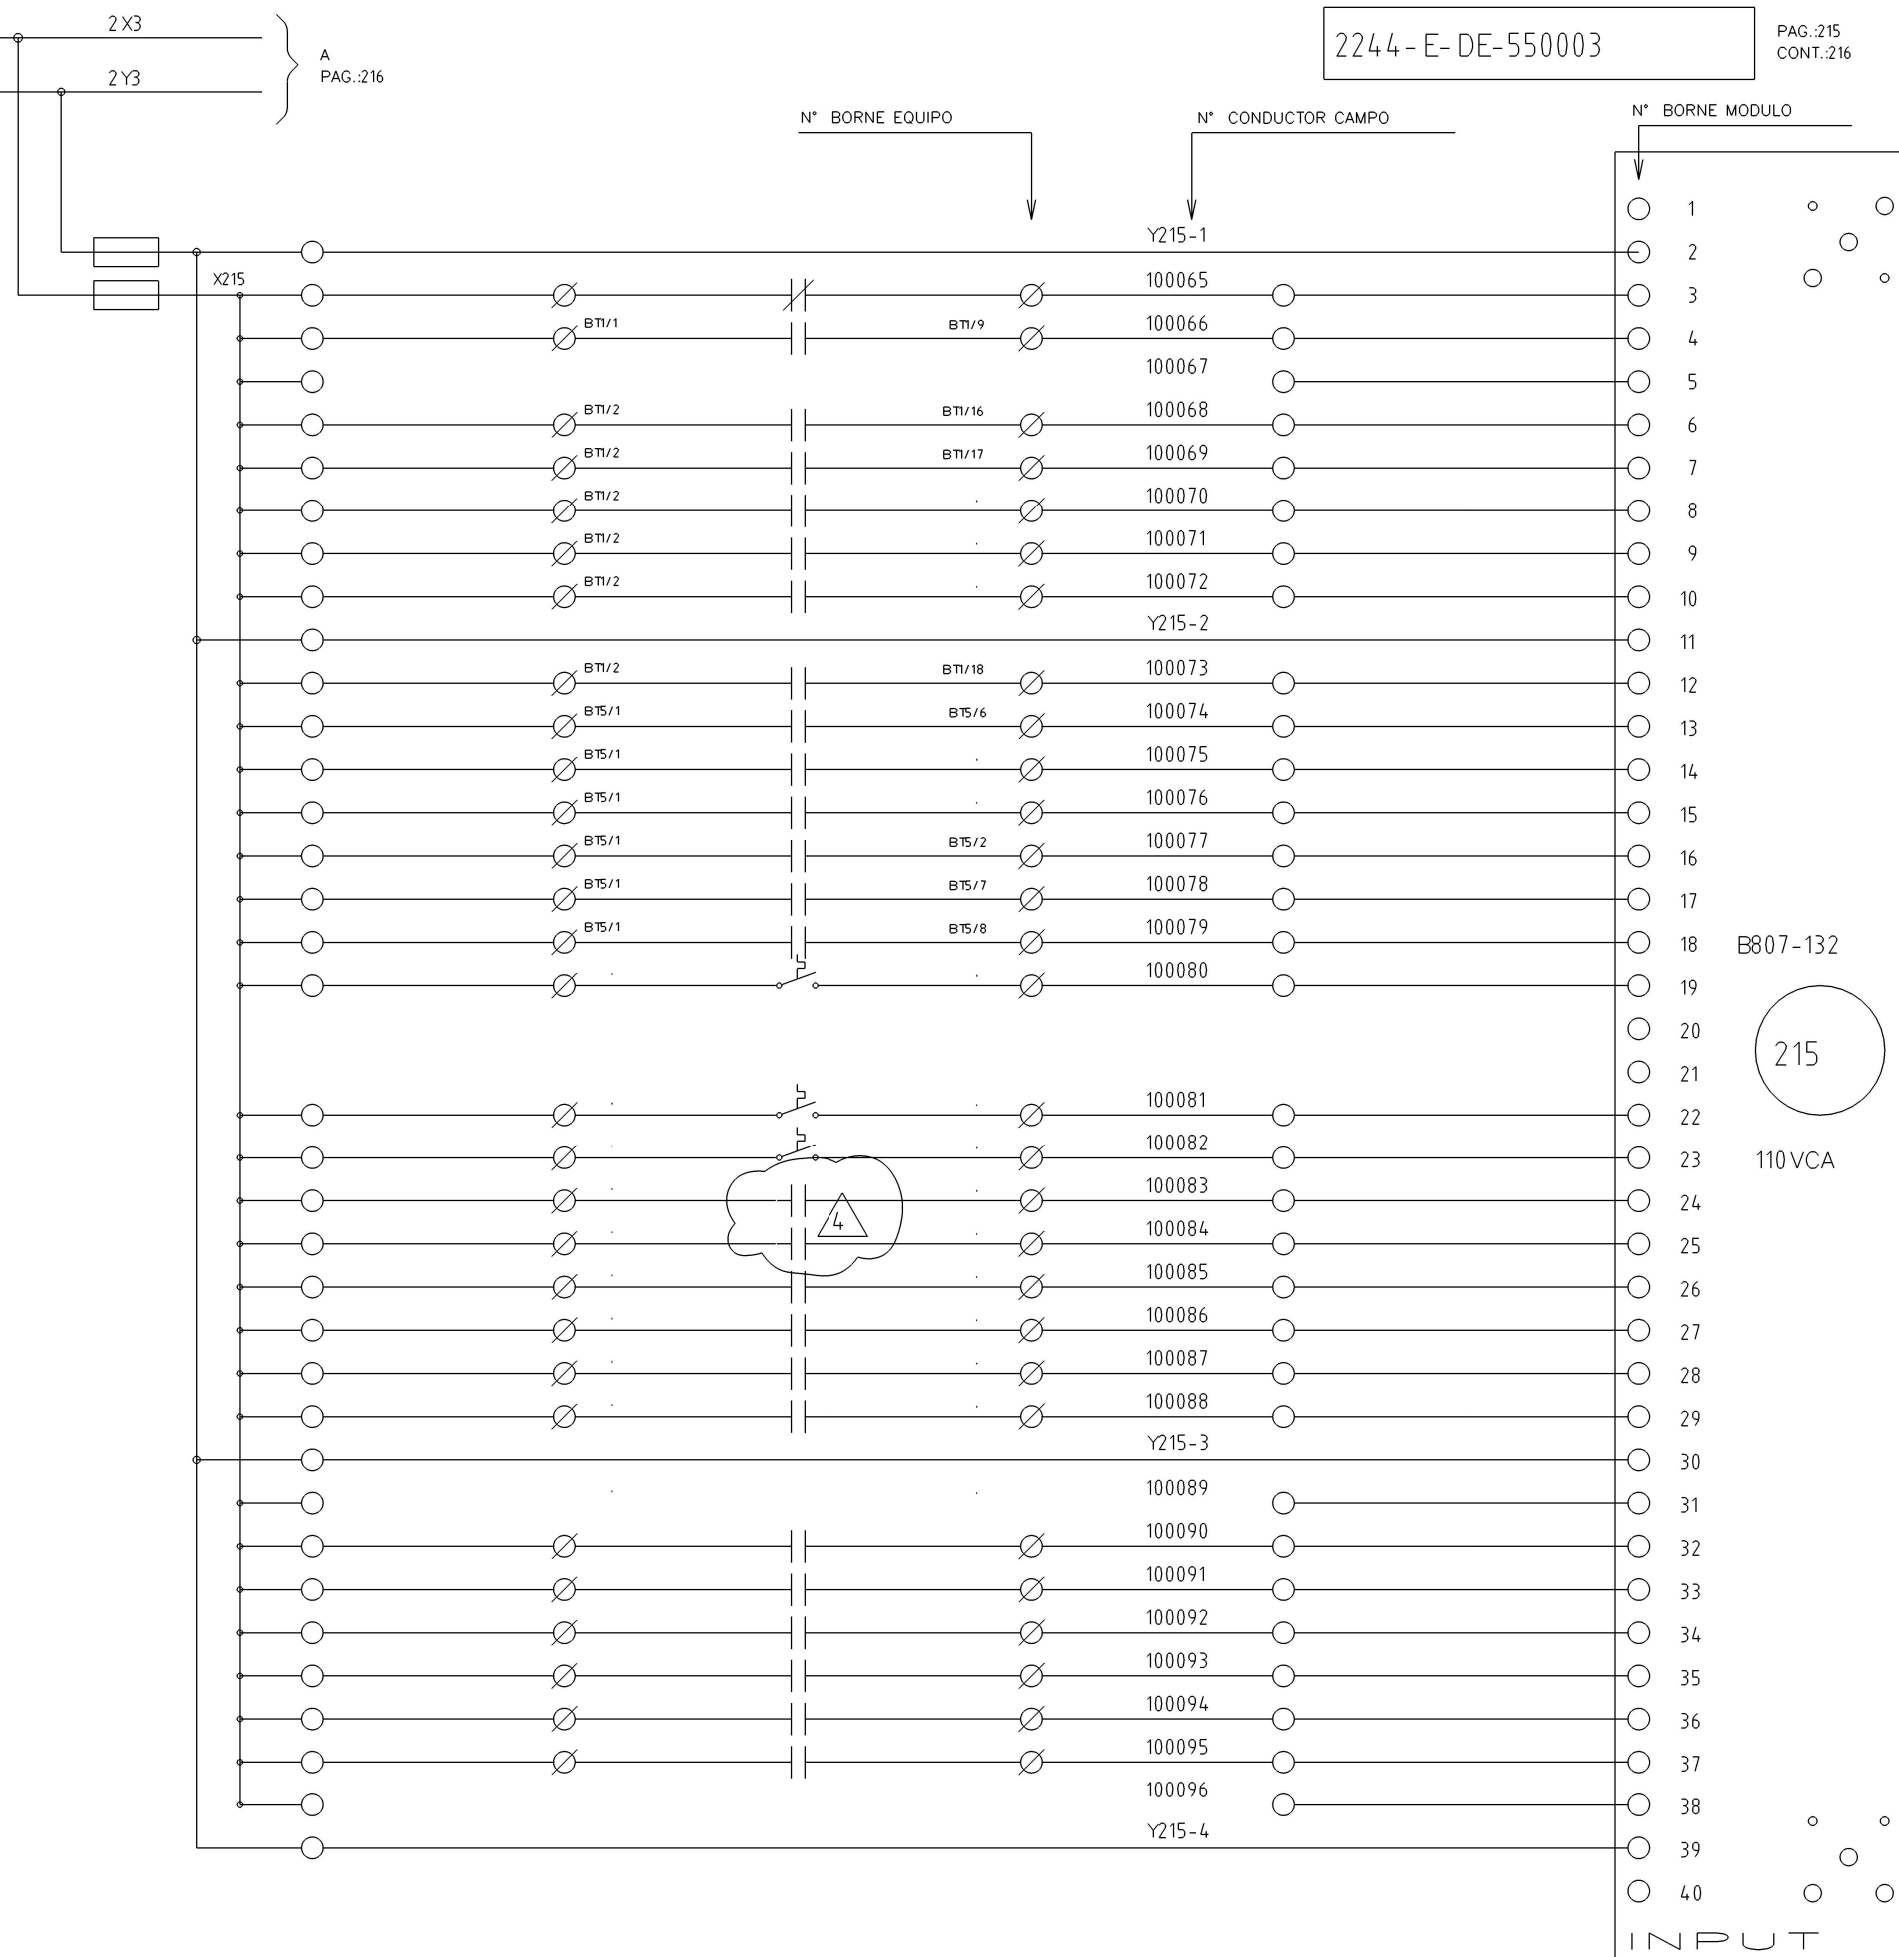 2X3
2Y3
A
PAG.:216
2244-E-DE-550003
PAG.:215
CONT.:216
N° BORNE EQUIPO
N° CONDUCTOR CAMPO
N° BORNE MODULO
1
Y215-1
2
X215
100065
3
BT1/1
BT1/9
100066
4
100067
5
BT1/2
BT1/16
100068
6
BT1/2
BT1/17
100069
7
BT1/2
100070
8
BT1/2
100071
9
BT1/2
100072
10
Y215-2
11
BT1/2
BT1/18
100073
12
BT5/1
BT5/6
100074
13
BT5/1
100075
14
BT5/1
100076
15
BT5/1
BT5/2
100077
16
BT5/1
BT5/7
100078
17
BT5/1
BT5/8
100079
18
B807-132
100080
19
20
215
21
100081
22
100082
23
110VCA
100083
24
4
100084
25
100085
26
100086
27
100087
28
100088
29
Y215-3
30
100089
31
100090
32
100091
33
100092
34
100093
35
100094
36
100095
37
100096
38
Y215-4
39
40
INPUT